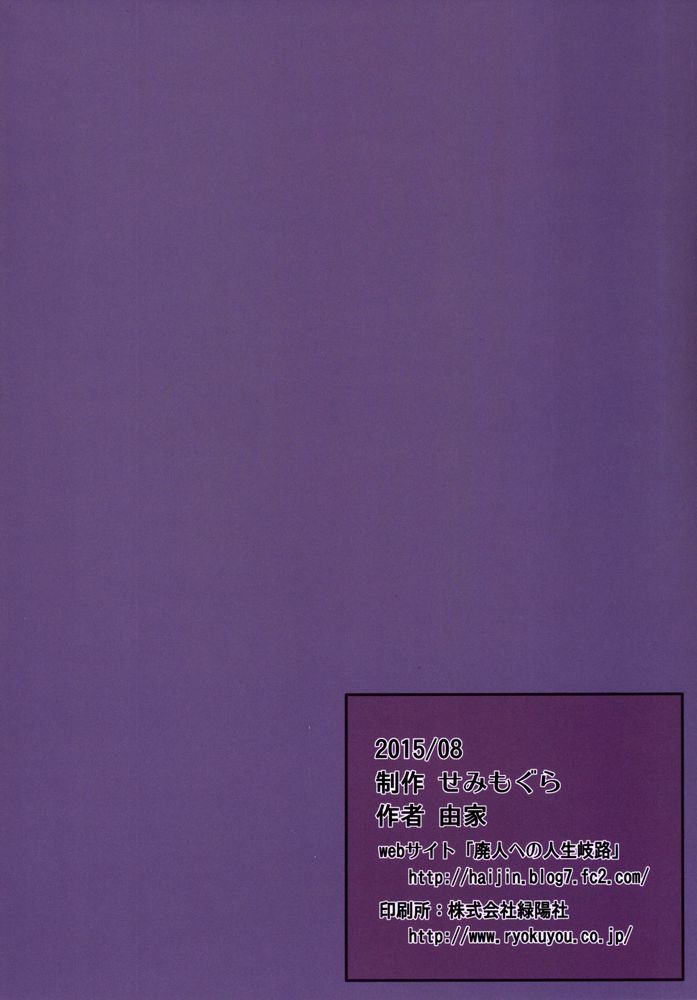 2015/08
制作 せみもぐら
作者 由家
webサイト「廃人への人生岐路」
http://haijin.blog7.fc2.com/
印刷所：株式会社緑陽社
http://www.ryokuyou.co.jp/